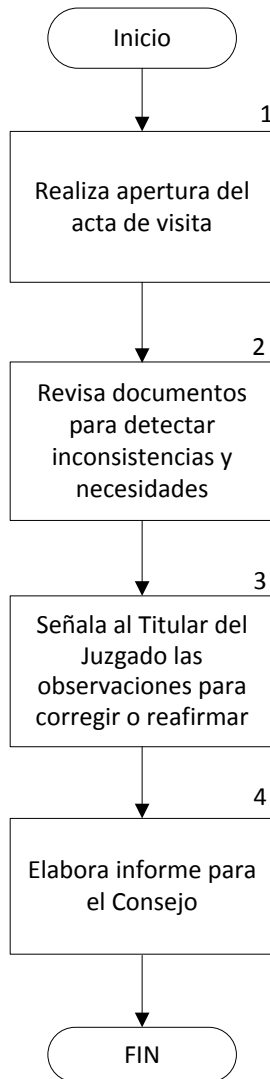 Inicio
1
Realiza apertura del
acta de visita
2
Revisa documentos
para detectar
inconsistencias y
necesidades
3
Señala al Titular del
Juzgado las
observaciones para
corregir o reafirmar
4
Elabora informe para
el Consejo
FIN